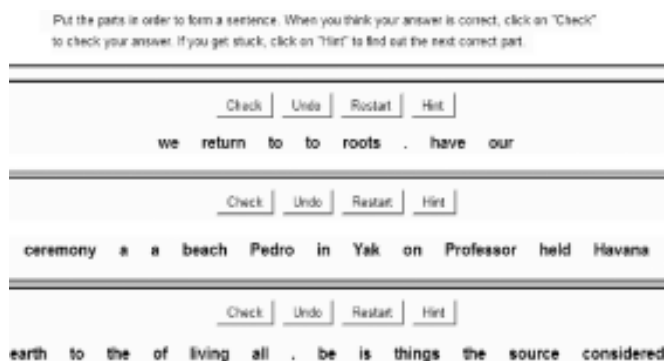 Put the parts in order to form a sentence. When you think your answer is correct, click on "Check"
to check your answer. If you get stuck, click on "Hint" to find out the next correct part.
Check Undo Restart Hint
we return to to roots . have our
Check Undo Restart Hint
ceremony a a beach Pedro in Yak on Professor held Havana
Check Undo Restart Hint
earth to the of living all . be is things the source considered